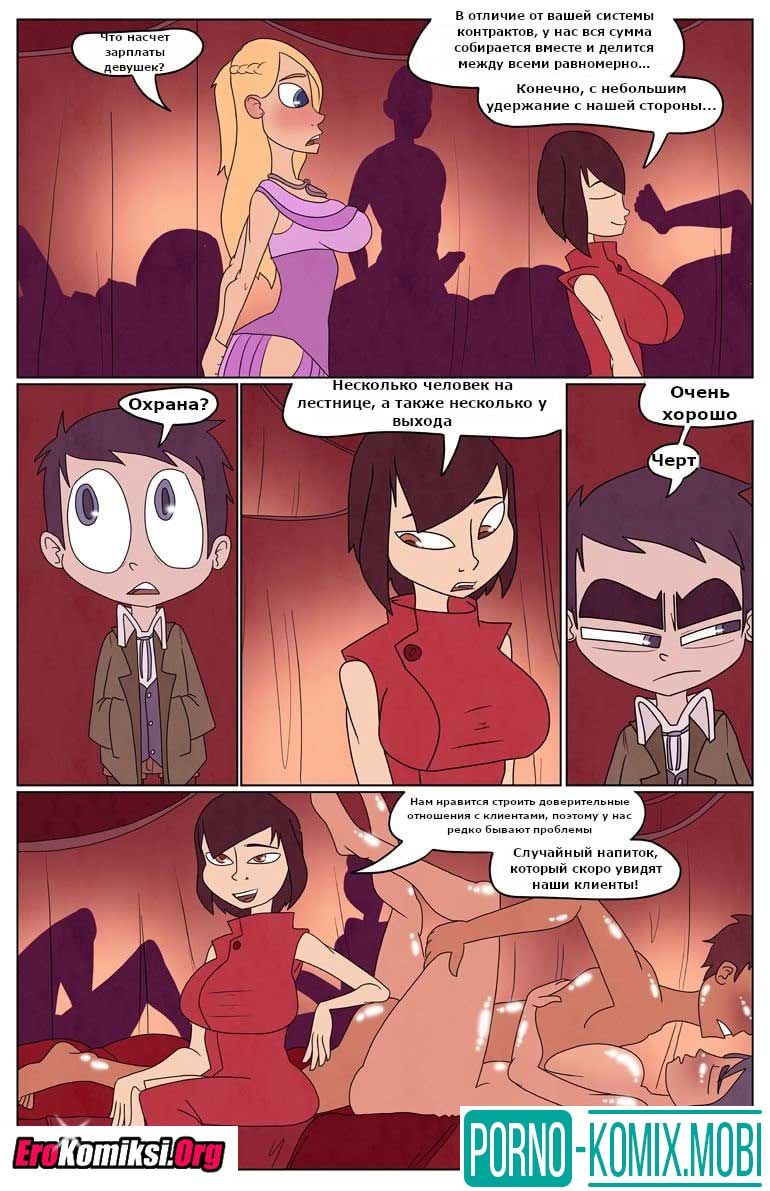 Что насчет
зарплаты
девушек?
В отличие от вашей системы
контрактов, у нас вся сумма
собирается вместе и делится
между всеми равномерно...
Конечно, с небольшим
удержание с нашей стороны...
Охрана?
Несколько человек на
лестнице, а также несколько у
выхода
Очень
хорошо
Черт
Нам нравится строить доверительные
отношения с клиентами, поэтому у нас
редко бывают проблемы
Случайный напиток,
который скоро увидят
наши клиенты!
EroKomiksi.Org
PORNO-KOMIX.MOBI